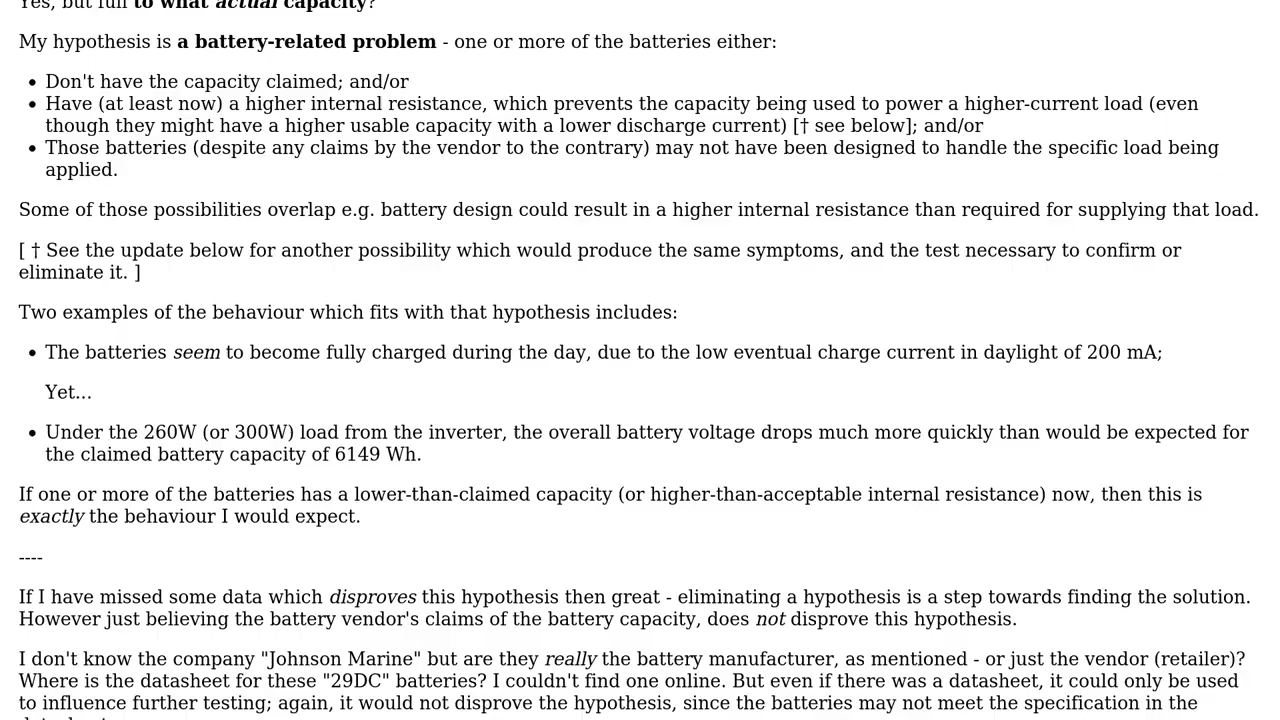 Yes, but full to what actual capacity?
My hypothesis is a battery-related problem - one or more of the batteries either:
• Don't have the capacity claimed; and/or
• Have (at least now) a higher internal resistance, which prevents the capacity being used to power a higher-current load (even
though they might have a higher usable capacity with a lower discharge current) [† see below]; and/or
• Those batteries (despite any claims by the vendor to the contrary) may not have been designed to handle the specific load being
applied.
Some of those possibilities overlap e.g. battery design could result in a higher internal resistance than required for supplying that load.
[ † See the update below for another possibility which would produce the same symptoms, and the test necessary to confirm or
eliminate it. ]
Two examples of the behaviour which fits with that hypothesis includes:
• The batteries seem to become fully charged during the day, due to the low eventual charge current in daylight of 200 mA;
Yet...
• Under the 260W (or 300W) load from the inverter, the overall battery voltage drops much more quickly than would be expected for
the claimed battery capacity of 6149 Wh.
If one or more of the batteries has a lower-than-claimed capacity (or higher-than-acceptable internal resistance) now, then this is
exactly the behaviour I would expect.
----
If I have missed some data which disproves this hypothesis then great - eliminating a hypothesis is a step towards finding the solution.
However just believing the battery vendor's claims of the battery capacity, does not disprove this hypothesis.
I don't know the company "Johnson Marine" but are they really the battery manufacturer, as mentioned - or just the vendor (retailer)?
Where is the datasheet for these "29DC" batteries? I couldn't find one online. But even if there was a datasheet, it could only be used
to influence further testing; again, it would not disprove the hypothesis, since the batteries may not meet the specification in the